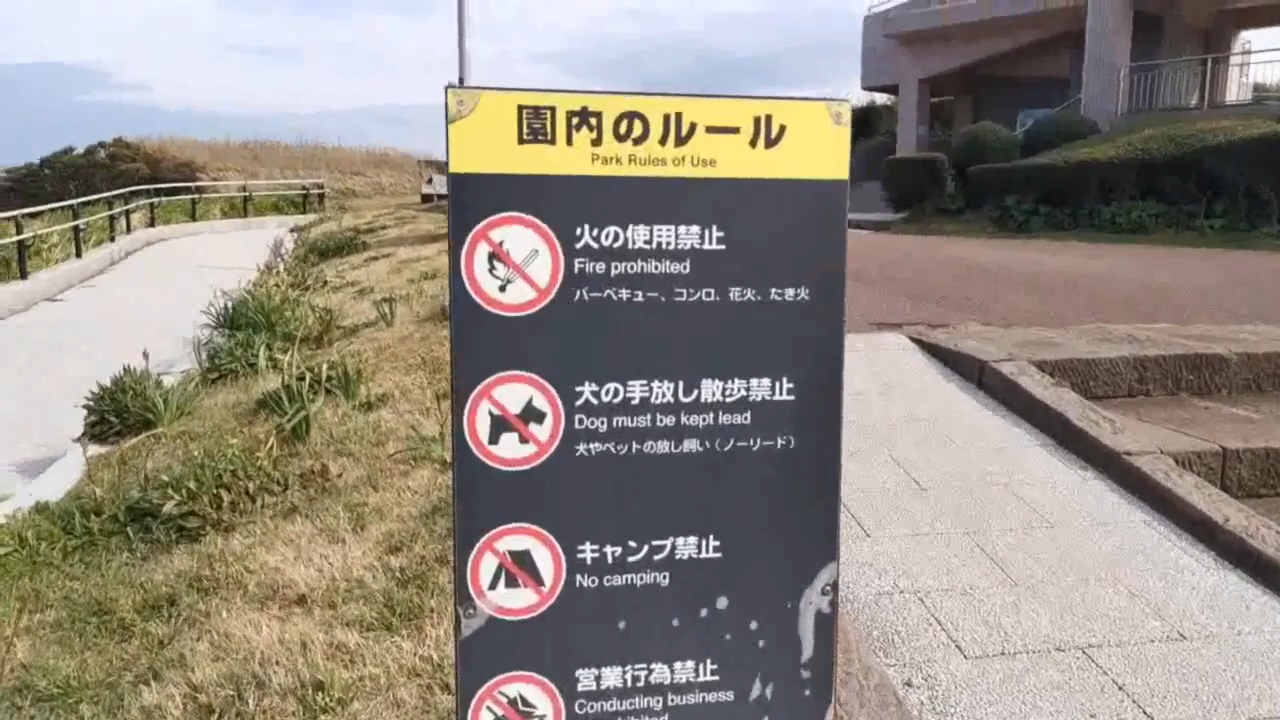 園内のルール
Park Rules of Use
火の使用禁止
Fire prohibited
バーベキュー、コンロ、花火、たき火
犬の手放し散歩禁止
Dog must be kept lead
犬やペットの放し飼い（ノーリード）
キャンプ禁止
No camping
営業行為禁止
Conducting business